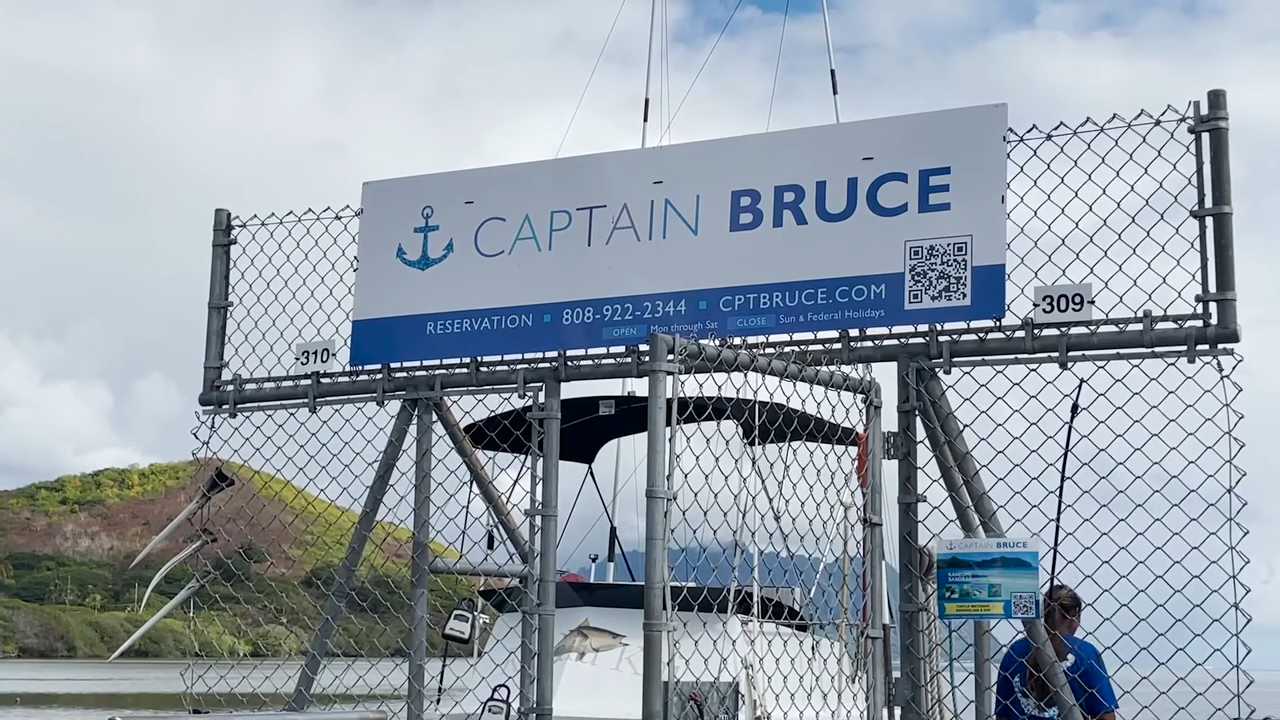 CAPTAIN BRUCE
RESERVATION 808-922-2344 CPTBRUCE.COM
OPEN Mon through Sat CLOSE Sun & Federal Holidays
-310-
-309-
CAPTAIN BRUCE